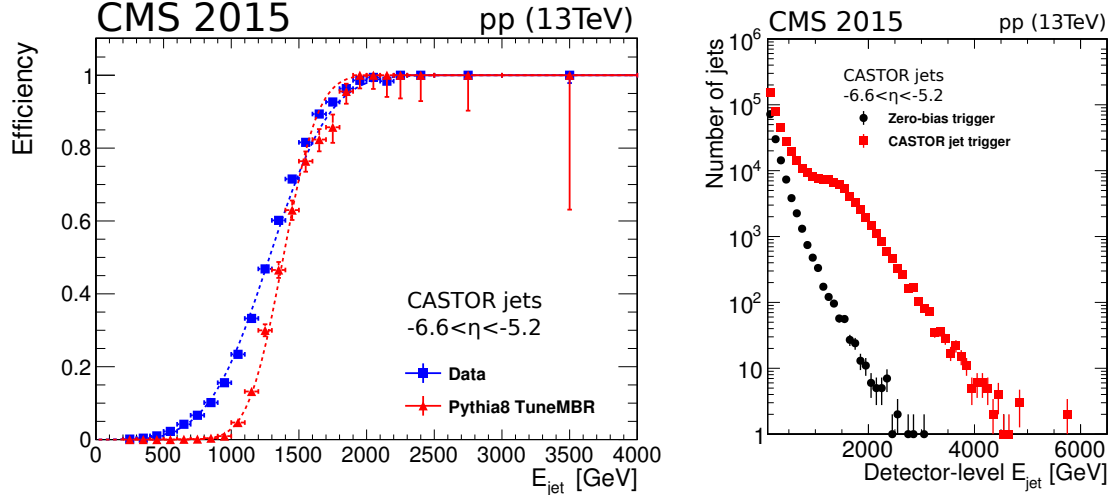 CMS 2015
pp (13TeV)
Efficiency
1
0.8
0.6
0.4
0.2
0
CASTOR jets
-6.6<η<-5.2
Data
Pythia8 TuneMBR
0 500 1000 1500 2000 2500 3000 3500 4000
E_jet [GeV]
CMS 2015
pp (13TeV)
Number of jets
10^6
10^5
10^4
10^3
10^2
10
1
CASTOR jets
-6.6<η<-5.2
Zero-bias trigger
CASTOR jet trigger
2000 4000 6000
Detector-level E_jet [GeV]